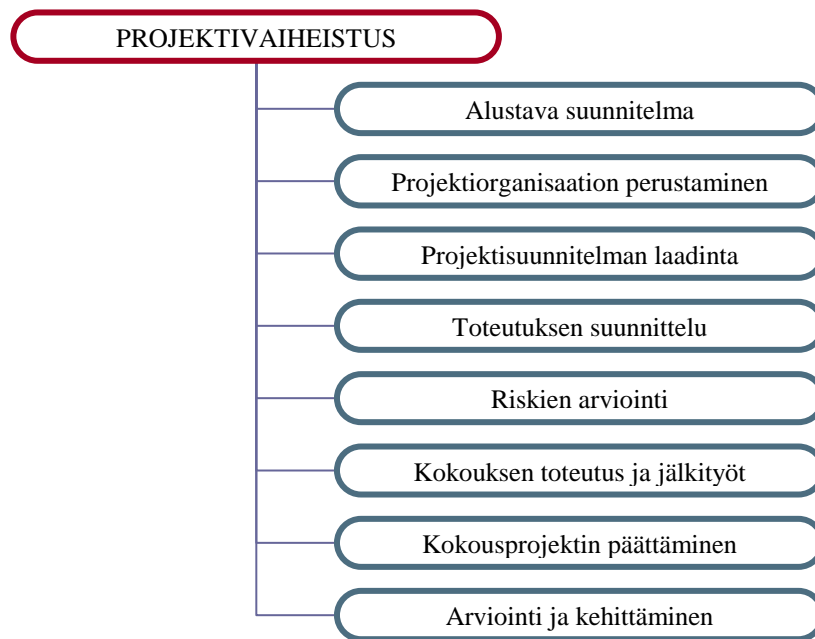 PROJEKTIVAIHEISTUS
Alustava suunnitelma
Projektiorganisaation perustaminen
Projektisuunnitelman laadinta
Toteutuksen suunnittelu
Riskien arviointi
Kokouksen toteutus ja jälkityöt
Kokousprojektin päättäminen
Arviointi ja kehittäminen